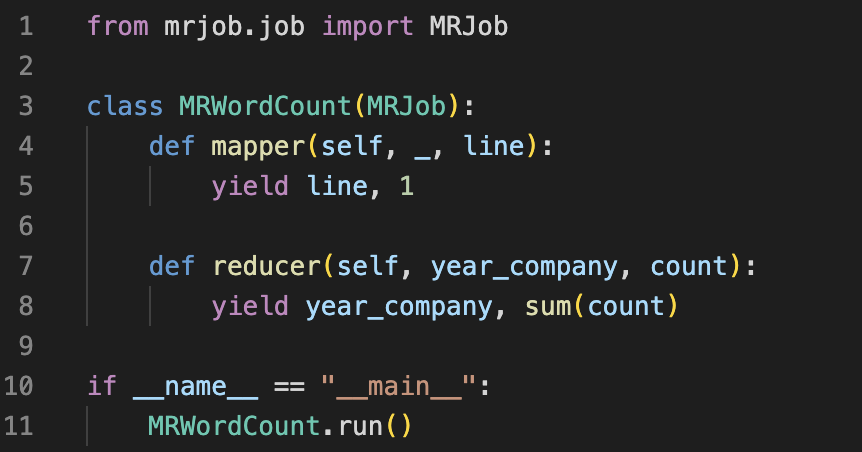 1 from mrjob.job import MRJob
2
3 class MRWordCount(MRJob):
4     def mapper(self, _, line):
5         yield line, 1
6
7     def reducer(self, year_company, count):
8         yield year_company, sum(count)
9
10 if __name__ == "__main__":
11     MRWordCount.run()